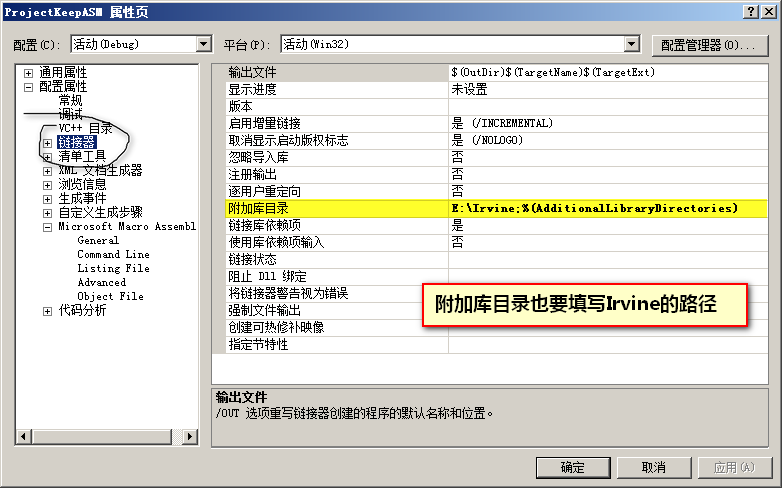 ProjectKeepASM 属性页
配置(C): 活动(Debug) 平台(P): 活动(Win32) 配置管理器(O)...
通用属性
配置属性
常规
调试
VC++ 目录
链接器
清单工具
XML 文档生成器
浏览信息
生成事件
自定义生成步骤
Microsoft Macro Assembl
General
Command Line
Listing File
Advanced
Object File
代码分析
输出文件 $(OutDir)$(TargetName)$(TargetExt)
显示进度 未设置
版本
启用增量链接 是 (/INCREMENTAL)
取消显示启动版权标志 是 (/NOLOGO)
忽略导入库 否
注册输出 否
逐用户重定向 否
附加库目录 E:\Irvine;%(AdditionalLibraryDirectories)
链接库依赖项 是
使用库依赖项输入 否
链接状态
阻止 Dll 绑定
将链接器警告视为错误
强制文件输出
创建可热修补映像
指定节特性
附加库目录也要填写Irvine的路径
输出文件
/OUT 选项重写链接器创建的程序的默认名称和位置。
确定 取消 应用(A)